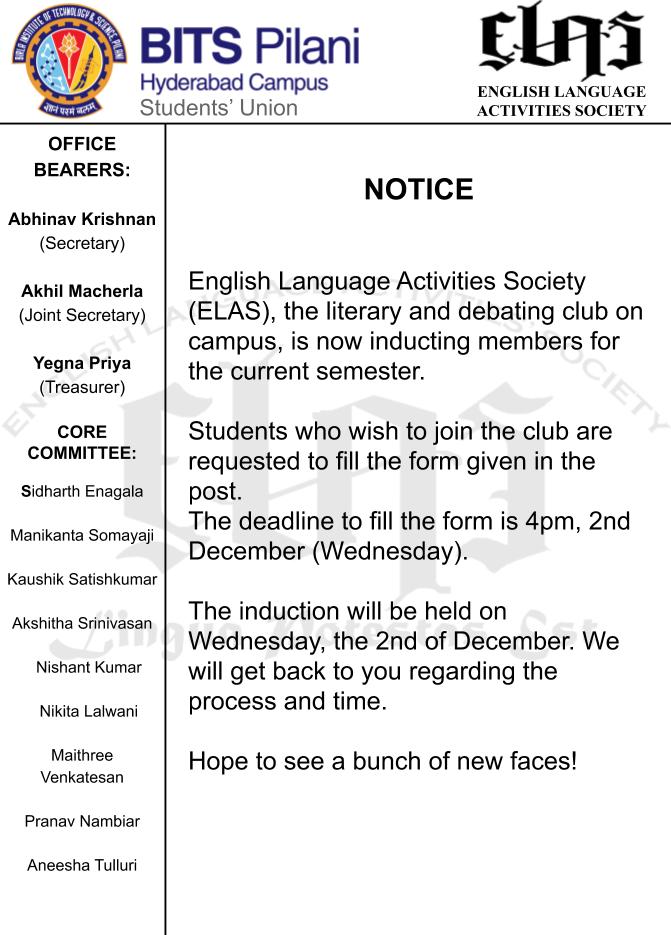 BIRLA INSTITUTE OF TECHNOLOGY & SCIENCE, PILANI
ज्ञानं परमं बलम्
BITS Pilani
Hyderabad Campus
Students' Union
ELAS
ENGLISH LANGUAGE
ACTIVITIES SOCIETY
OFFICE
BEARERS:
Abhinav Krishnan
(Secretary)
Akhil Macherla
(Joint Secretary)
Yegna Priya
(Treasurer)
CORE
COMMITTEE:
Sidharth Enagala
Manikanta Somayaji
Kaushik Satishkumar
Akshitha Srinivasan
Nishant Kumar
Nikita Lalwani
Maithree
Venkatesan
Pranav Nambiar
Aneesha Tulluri
NOTICE
English Language Activities Society
(ELAS), the literary and debating club on
campus, is now inducting members for
the current semester.
Students who wish to join the club are
requested to fill the form given in the
post.
The deadline to fill the form is 4pm, 2nd
December (Wednesday).
The induction will be held on
Wednesday, the 2nd of December. We
will get back to you regarding the
process and time.
Hope to see a bunch of new faces!
ENGLISH LANGUAGE ACTIVITIES SOCIETY
ELAS
Lingua Potestas Est